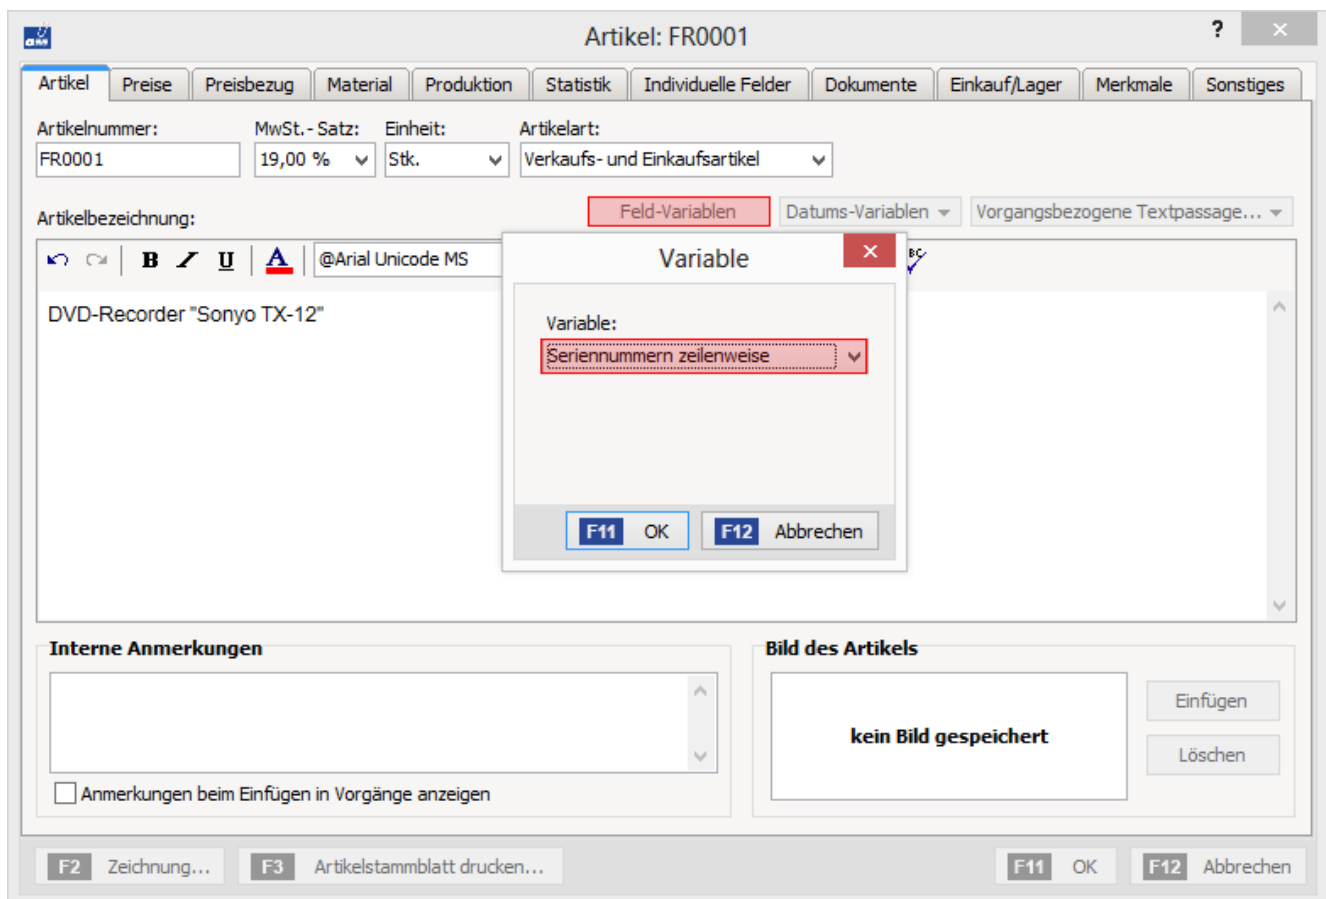 Artikel: FR0001
?
Artikel Preise Preisbezug Material Produktion Statistik Individuelle Felder Dokumente Einkauf/Lager Merkmale Sonstiges
Artikelnummer: MwSt.- Satz: Einheit: Artikelart:
FR0001 19,00 % Stk. Verkaufs- und Einkaufsartikel
Artikelbezeichnung: Feld-Variablen Datums-Variablen Vorgangsbezogene Textpassage...
B I U A @Arial Unicode MS
DVD-Recorder "Sonyo TX-12"
Variable
Variable:
Seriennummern zeilenweise
F11 OK F12 Abbrechen
Interne Anmerkungen
Anmerkungen beim Einfügen in Vorgänge anzeigen
Bild des Artikels
kein Bild gespeichert
Einfügen
Löschen
F2 Zeichnung... F3 Artikelstammblatt drucken... F11 OK F12 Abbrechen